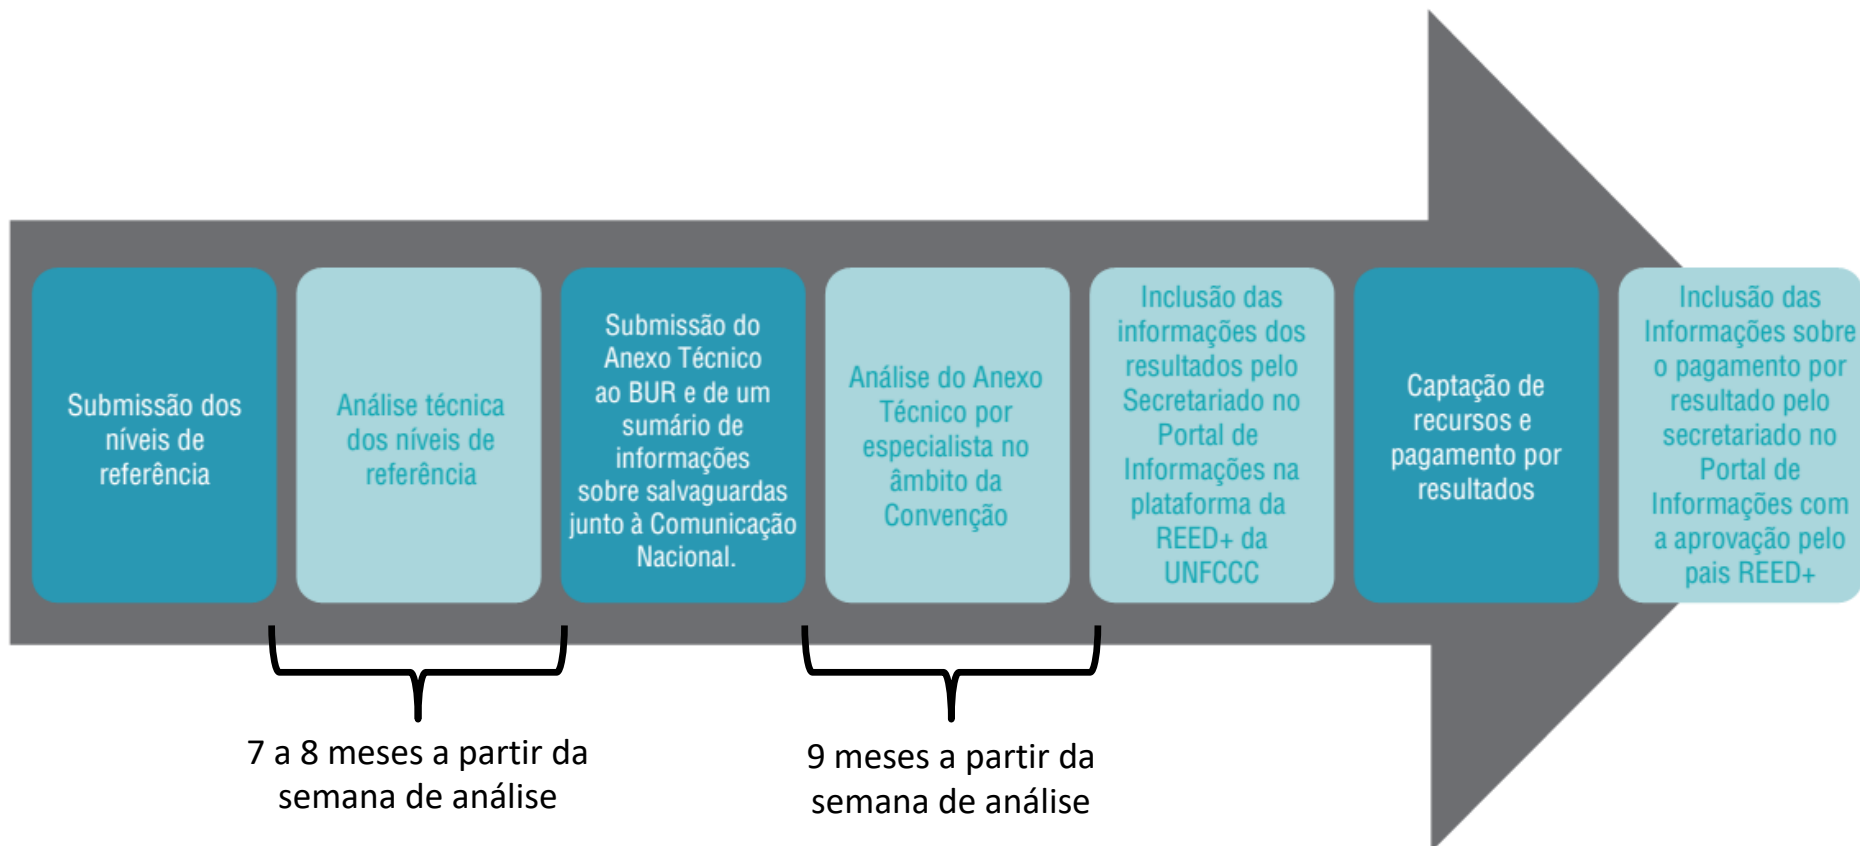 Submissão dos
níveis de
referência
Análise técnica
dos níveis de
referência
Submissão do
Anexo Técnico
ao BUR e de um
sumário de
informações
sobre salvaguardas
junto à Comunicação
Nacional.
Análise do Anexo
Técnico por
especialista no
âmbito da
Convenção
Inclusão das
informações dos
resultados pelo
Secretariado no
Portal de
Informações na
plataforma da
REED+ da
UNFCCC
Captação de
recursos e
pagamento por
resultados
Inclusão das
Informações sobre
o pagamento por
resultado pelo
secretariado no
Portal de
Informações com
a aprovação pelo
pais REED+
7 a 8 meses a partir da
semana de análise
9 meses a partir da
semana de análise